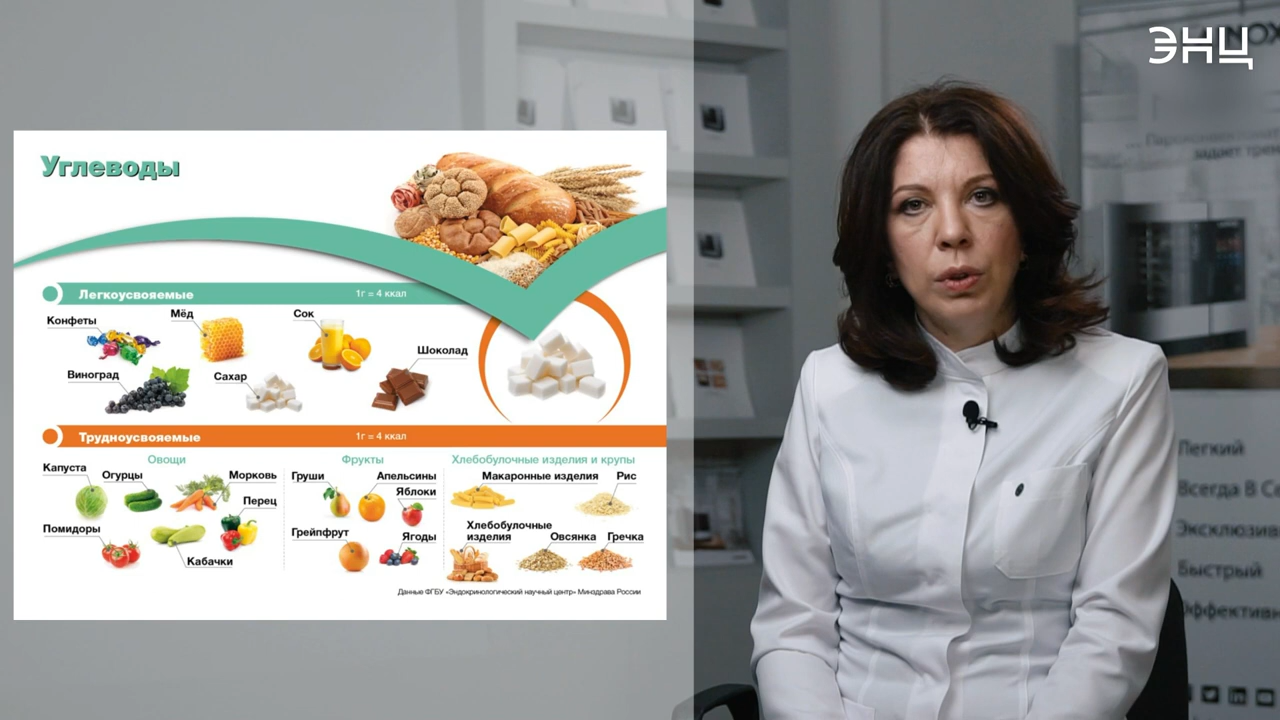 Углеводы
Легкоусвояемые 1г = 4 ккал
Конфеты
Мёд
Сок
Шоколад
Виноград
Сахар
Трудноусвояемые 1г = 4 ккал
Овощи
Капуста
Огурцы
Морковь
Перец
Помидоры
Кабачки
Фрукты
Груши
Апельсины
Яблоки
Грейпфрут
Ягоды
Хлебобулочные изделия и крупы
Макаронные изделия
Рис
Хлебобулочные
изделия
Овсянка
Гречка
Данные ФГБУ «Эндокринологический научный центр» Минздрава России
ЭНЦ
задает
Легкий
Всегда В
Эксклюзив
Быстрый
Эффектив